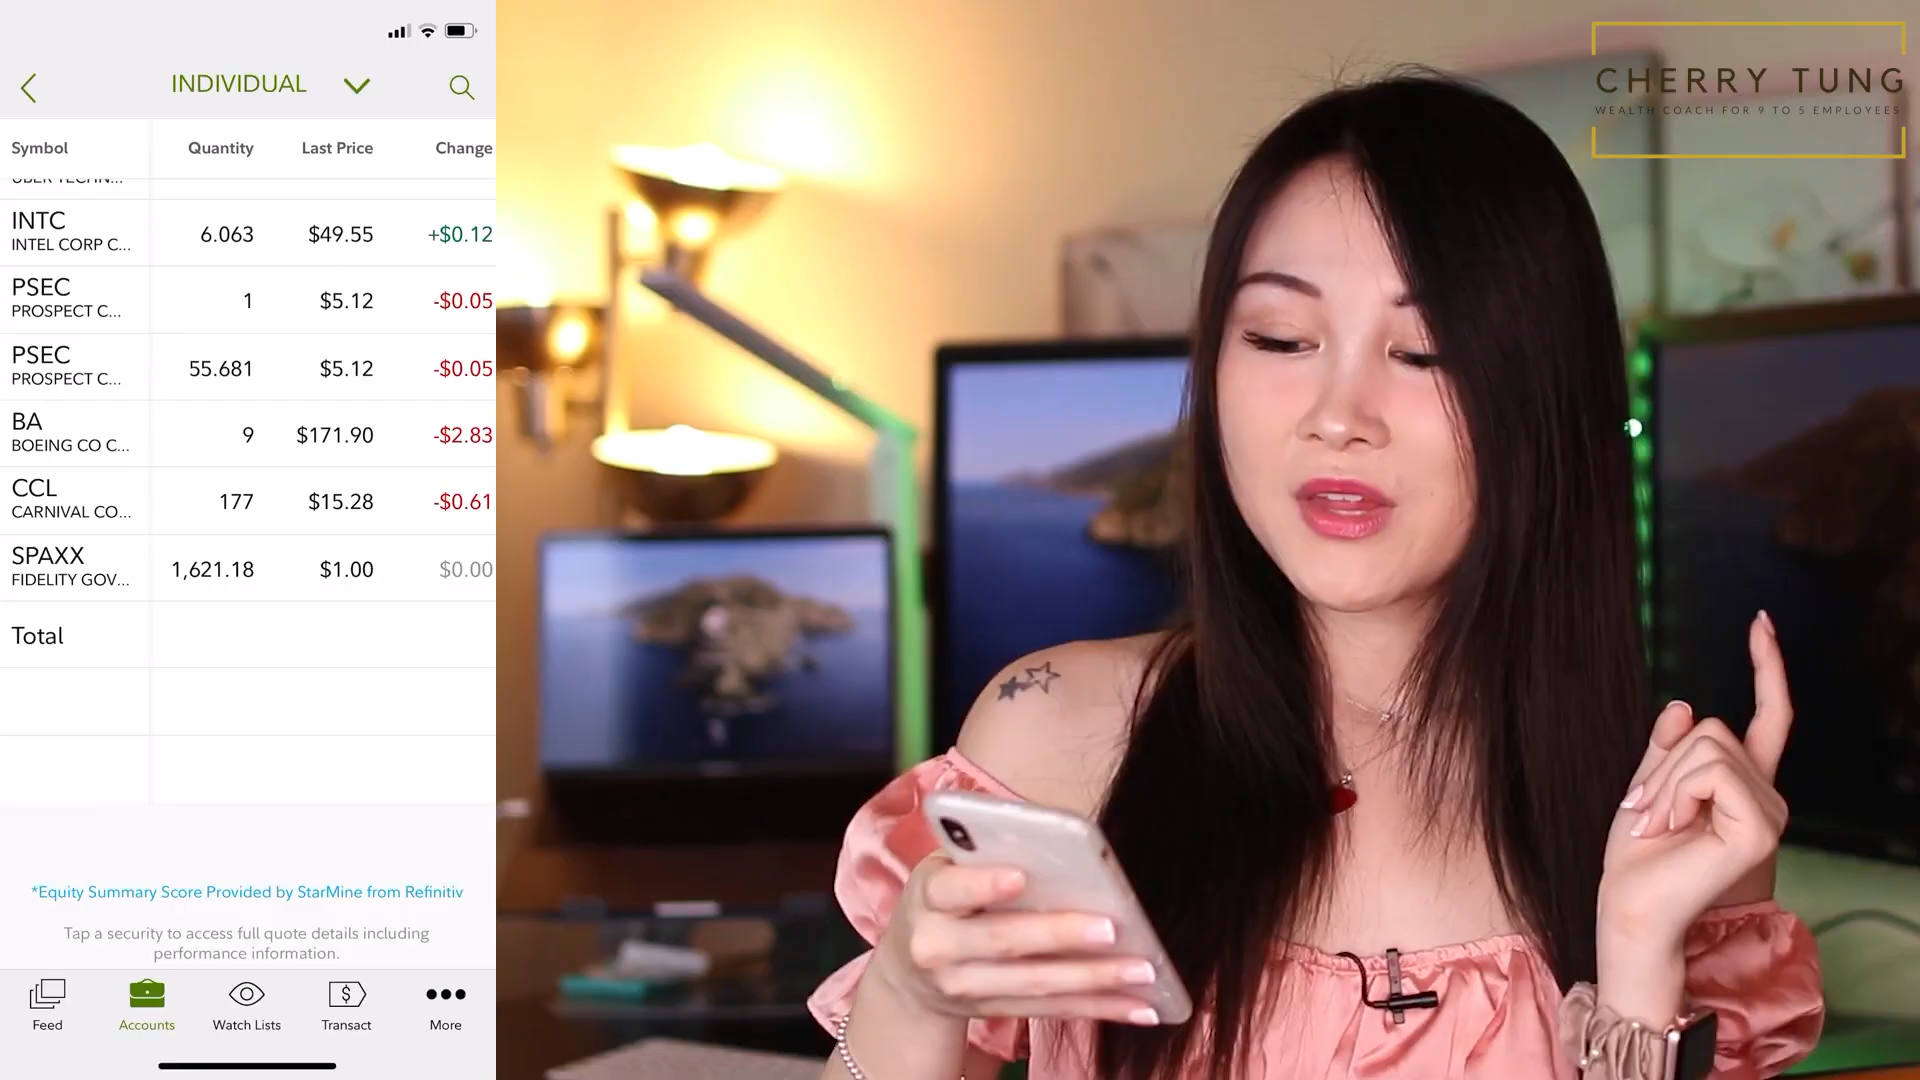 INDIVIDUAL
Symbol Quantity Last Price Change
UBER TECHN...
INTC
INTEL CORP C...
6.063 $49.55 +$0.12
PSEC
PROSPECT C...
1 $5.12 -$0.05
PSEC
PROSPECT C...
55.681 $5.12 -$0.05
BA
BOEING CO C...
9 $171.90 -$2.83
CCL
CARNIVAL CO...
177 $15.28 -$0.61
SPAXX
FIDELITY GOV...
1,621.18 $1.00 $0.00
Total
*Equity Summary Score Provided by StarMine from Refinitiv
Tap a security to access full quote details including
performance information.
Feed Accounts Watch Lists Transact More
CHERRY TUNG
WEALTH COACH FOR 9 TO 5 EMPLOYEES